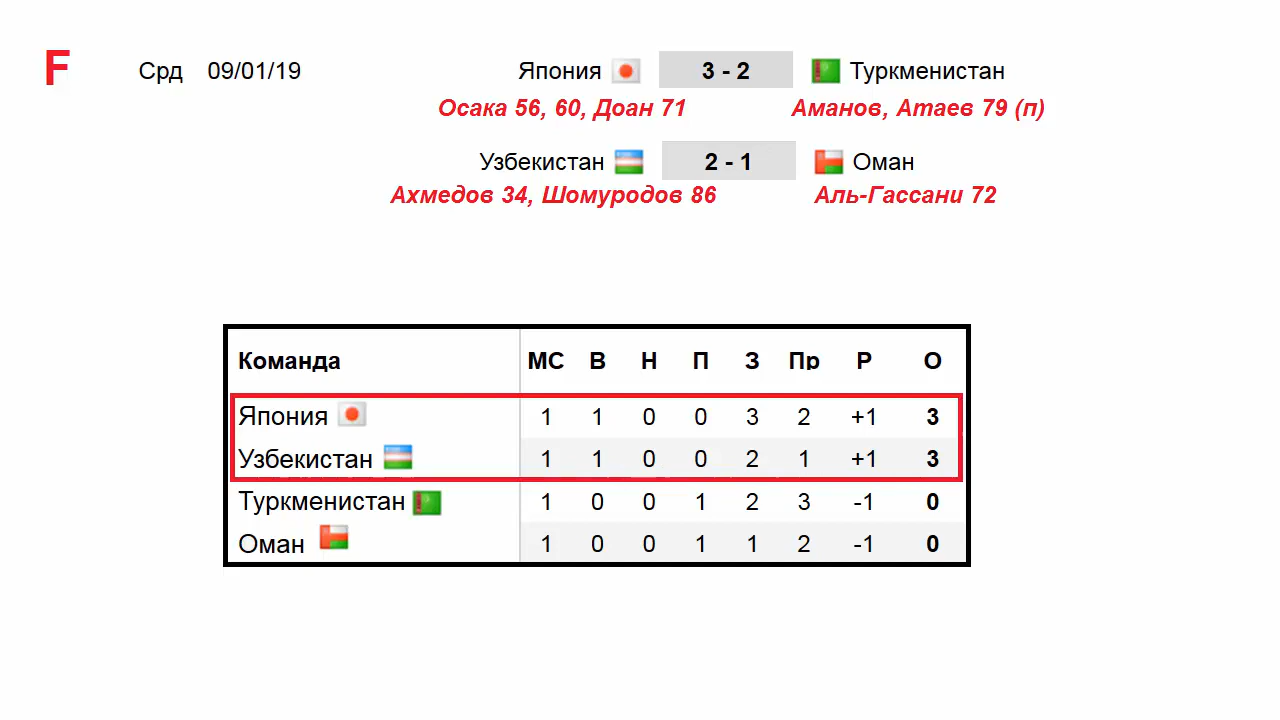 F Срд 09/01/19 Япония 3 - 2 Туркменистан
Осака 56, 60, Доан 71 Аманов, Атаев 79 (п)
Узбекистан 2 - 1 Оман
Ахмедов 34, Шомуродов 86 Аль-Гассани 72
Команда МС В Н П З Пр Р О
Япония 1 1 0 0 3 2 +1 3
Узбекистан 1 1 0 0 2 1 +1 3
Туркменистан 1 0 0 1 2 3 -1 0
Оман 1 0 0 1 1 2 -1 0